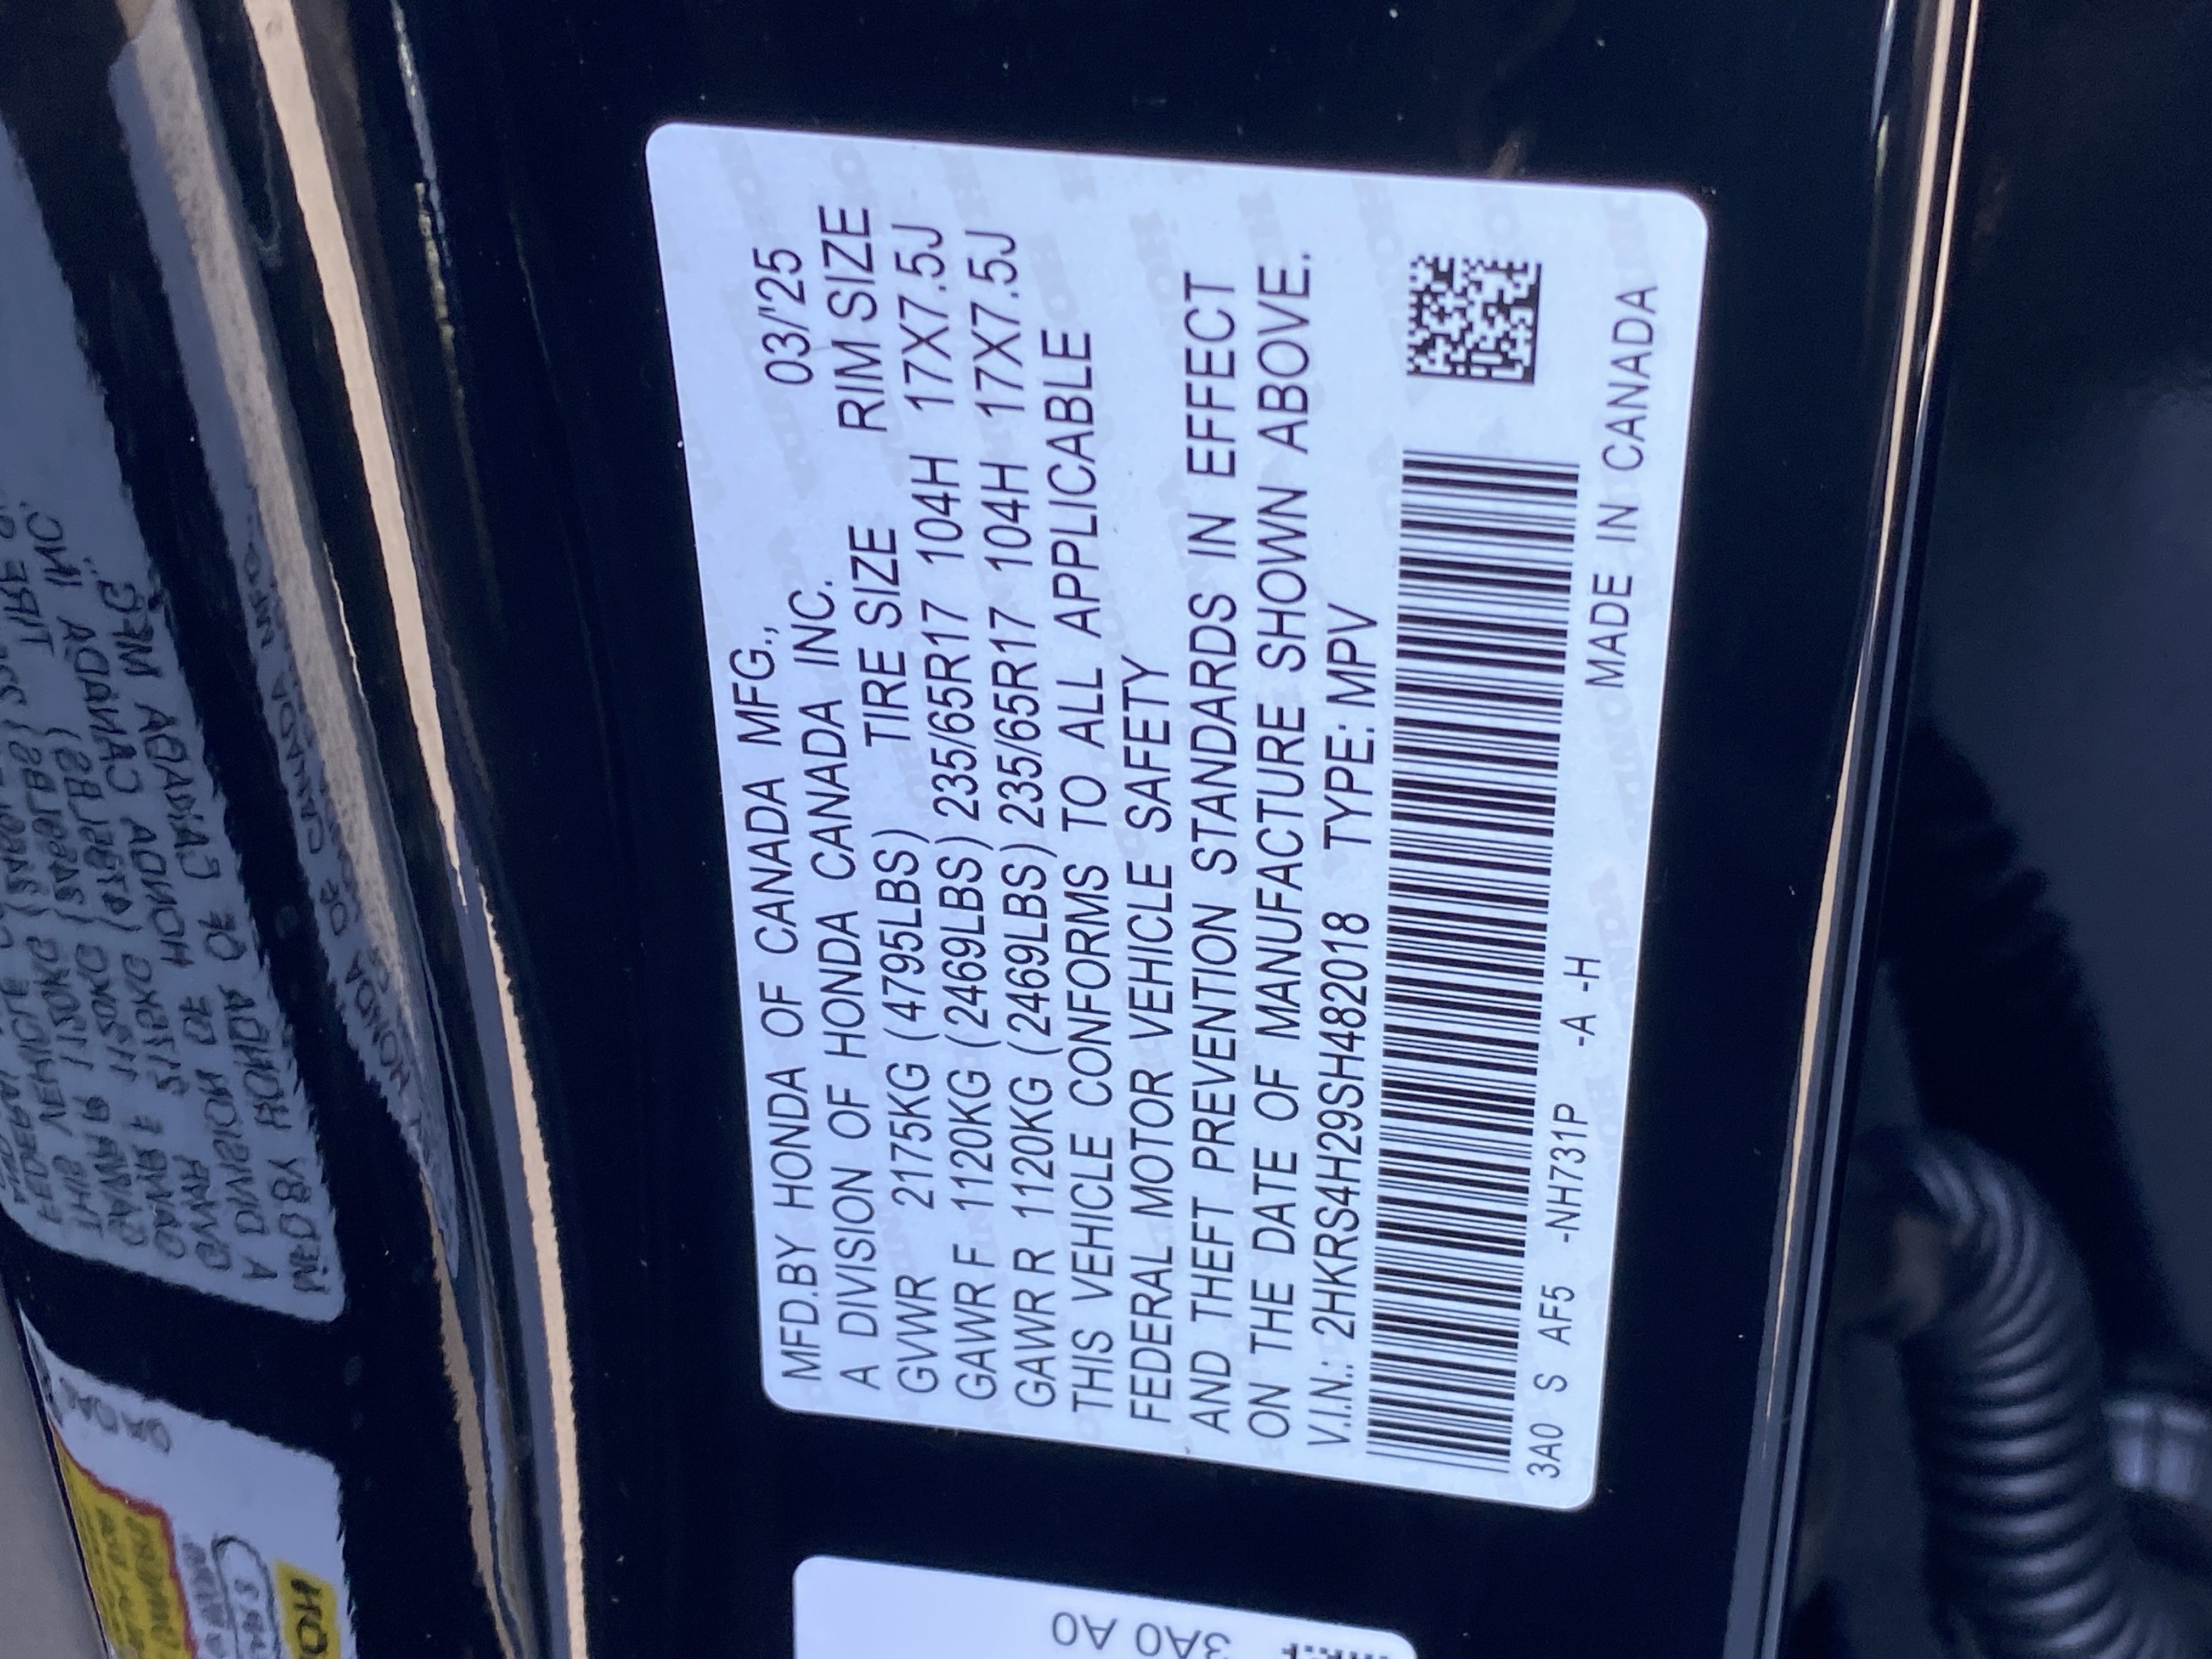 MFD.BY HONDA OF CANADA MFG., 03/'25
A DIVISION OF HONDA CANADA INC.
TIRE SIZE RIM SIZE
GVWR 2175KG (4795LBS)
GAWR F 1120KG (2469LBS) 235/65R17 104H 17X7.5J
GAWR R 1120KG (2469LBS) 235/65R17 104H 17X7.5J
THIS VEHICLE CONFORMS TO ALL APPLICABLE
FEDERAL MOTOR VEHICLE SAFETY
AND THEFT PREVENTION STANDARDS IN EFFECT
ON THE DATE OF MANUFACTURE SHOWN ABOVE.
V.I.N.: 2HKRS4H29SH482018 TYPE: MPV
3A0 S AF5 -NH731P -A -H
MADE IN CANADA
3A0 A0